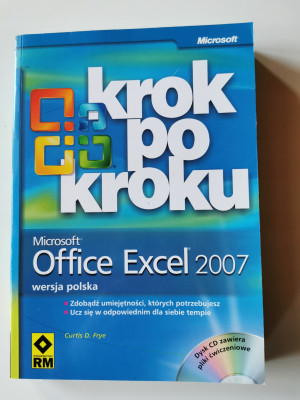 Microsoft
krok
po
kroku
Microsoft®
Office Excel® 2007
wersja polska
Zdobądź umiejętności, których potrzebujesz
Ucz się w odpowiednim dla siebie tempie
Curtis D. Frye
Dysk CD zawiera
pliki ćwiczeniowe
RM